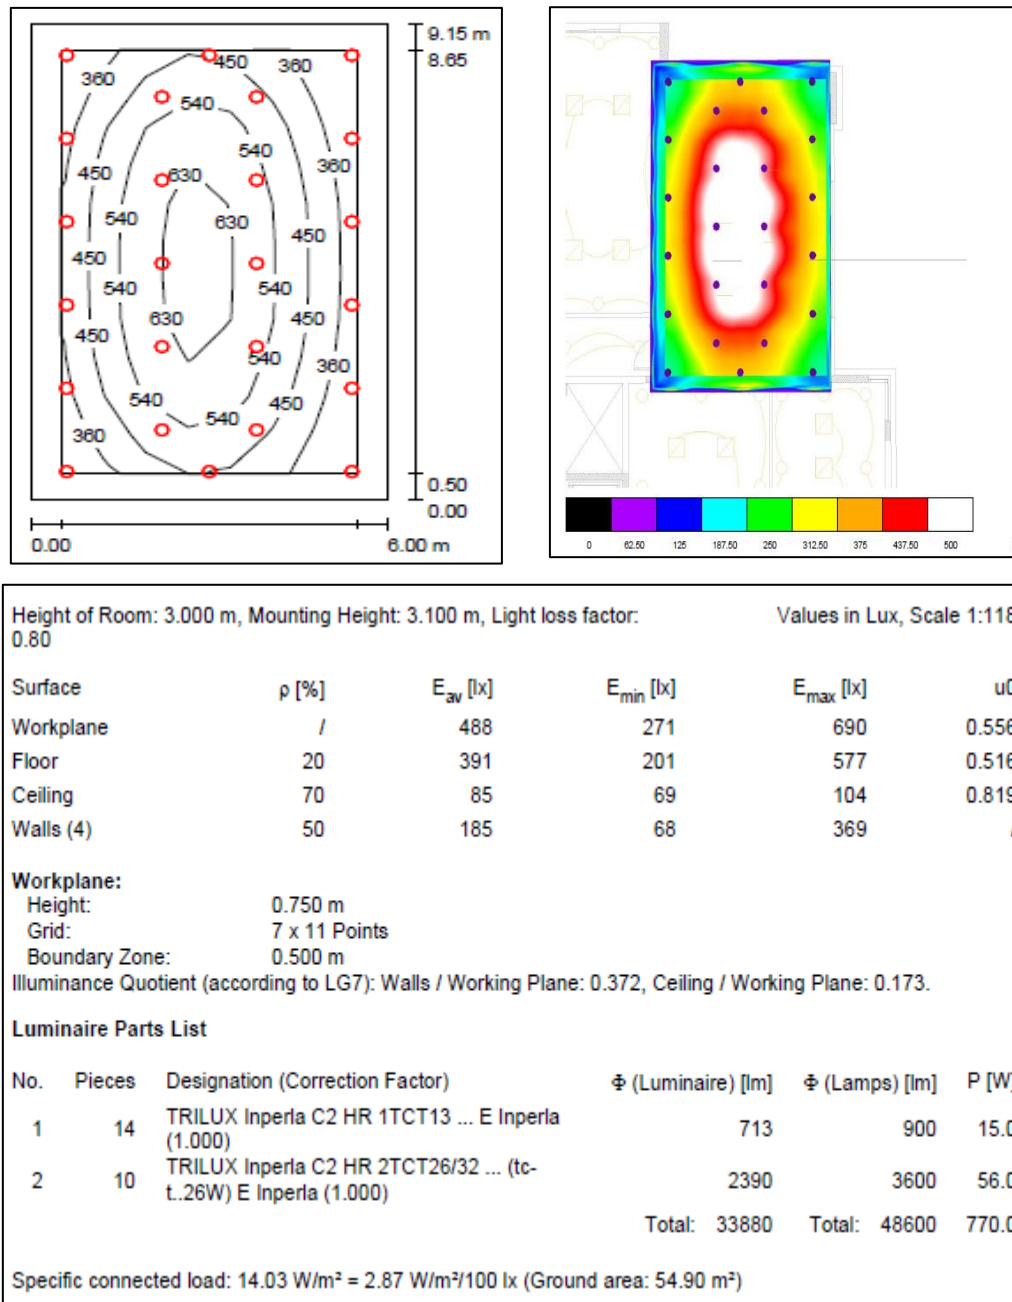 9.15 m
8.65
360
450
360
540
540
360
450
630
540
630
450
450
540
540
540
630
450
450
540
360
540
450
540
360
0.50
0.00
0.00
6.00 m
0 62.50 125 187.50 250 312.50 375 437.50 500
Height of Room: 3.000 m, Mounting Height: 3.100 m, Light loss factor: Values in Lux, Scale 1:118
0.80
Surface ρ [%] Eav [lx] Emin [lx] Emax [lx] u0
Workplane / 488 271 690 0.556
Floor 20 391 201 577 0.516
Ceiling 70 85 69 104 0.819
Walls (4) 50 185 68 369 /
Workplane:
Height: 0.750 m
Grid: 7 x 11 Points
Boundary Zone: 0.500 m
Illuminance Quotient (according to LG7): Walls / Working Plane: 0.372, Ceiling / Working Plane: 0.173.
Luminaire Parts List
No. Pieces Designation (Correction Factor) Φ (Luminaire) [lm] Φ (Lamps) [lm] P [W]
1 14 TRILUX Inperla C2 HR 1TCT13 ... E Inperla (1.000) 713 900 15.0
2 10 TRILUX Inperla C2 HR 2TCT26/32 ... (tc-t..26W) E Inperla (1.000) 2390 3600 56.0
Total: 33880 Total: 48600 770.0
Specific connected load: 14.03 W/m² = 2.87 W/m²/100 lx (Ground area: 54.90 m²)